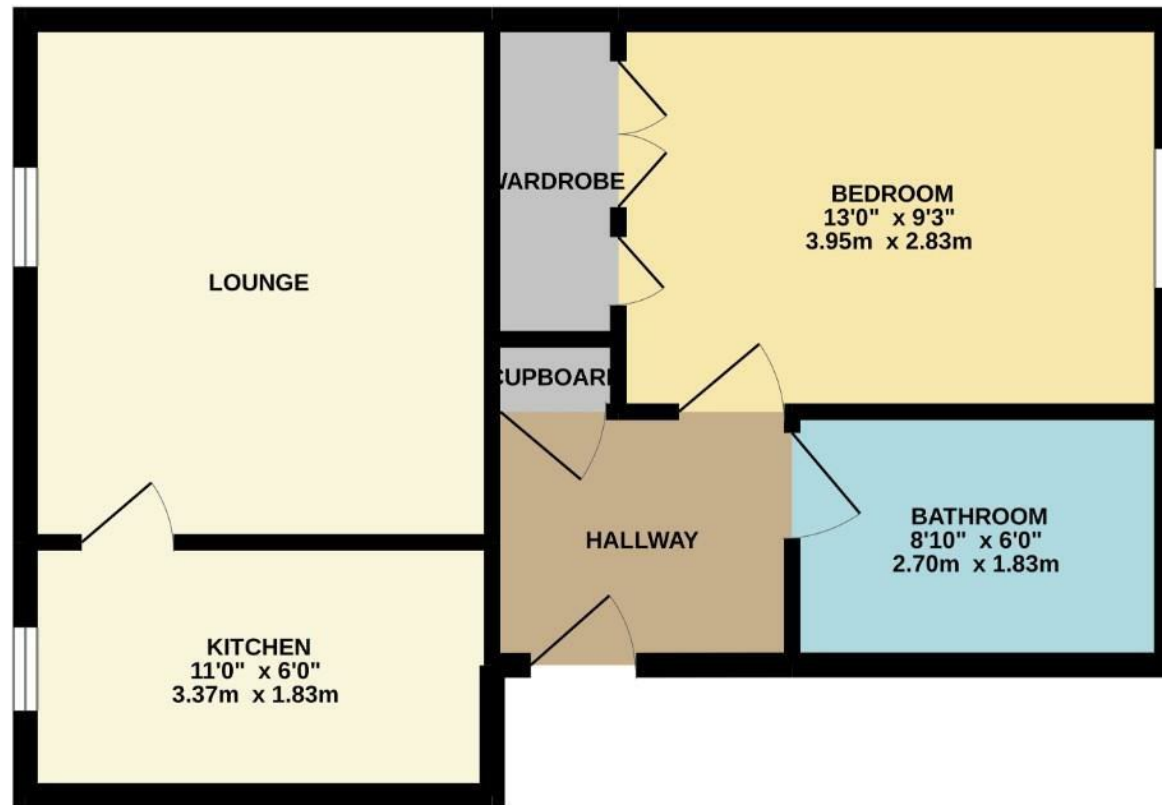 WARDROBE
BEDROOM
13'0" x 9'3"
3.95m x 2.83m
LOUNGE
CUPBOARD
HALLWAY
BATHROOM
8'10" x 6'0"
2.70m x 1.83m
KITCHEN
11'0" x 6'0"
3.37m x 1.83m